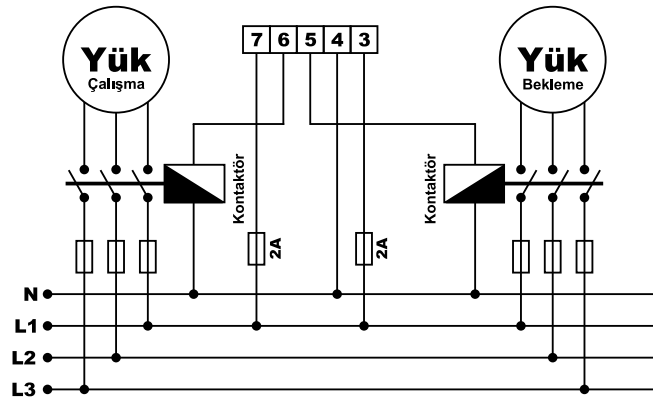 7 6 5 4 3
Yük
Çalışma
Yük
Bekleme
Kontaktör
Kontaktör
2A
2A
N
L1
L2
L3